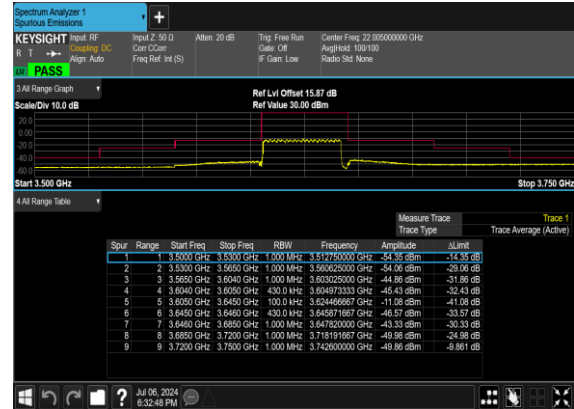 Spectrum Analyzer 1
Spurious Emissions
+
KEYSIGHT Input: RF Input Z: 50 Ω Atten: 20 dB Trig: Free Run Center Freq: 22.005000000 GHz
R T Coupling: DC Corr CCorr Gate: Off Avg|Hold: 100/100
Align: Auto Freq Ref: Int (S) IF Gain: Low Radio Std: None
PASS
3 All Range Graph Ref Lvl Offset 15.87 dB
Scale/Div 10.0 dB Ref Value 30.00 dBm
20.0
0.00
-20.0
-40.0
-60.0
Start 3.500 GHz Stop 3.750 GHz
4 All Range Table
Measure Trace Trace 1
Trace Type Trace Average (Active)
Spur Range Start Freq Stop Freq RBW Frequency Amplitude ΔLimit
1 1 3.5000 GHz 3.5300 GHz 1.000 MHz 3.512750000 GHz -54.35 dBm -14.35 dB
2 2 3.5300 GHz 3.5650 GHz 1.000 MHz 3.560625000 GHz -54.06 dBm -29.06 dB
3 3 3.5650 GHz 3.6040 GHz 1.000 MHz 3.603025000 GHz -44.86 dBm -31.86 dB
4 4 3.6040 GHz 3.6050 GHz 430.0 kHz 3.604973333 GHz -45.43 dBm -32.43 dB
5 5 3.6050 GHz 3.6450 GHz 100.0 kHz 3.624466667 GHz -11.08 dBm -41.08 dB
6 6 3.6450 GHz 3.6460 GHz 430.0 kHz 3.645871667 GHz -46.57 dBm -33.57 dB
7 7 3.6460 GHz 3.6850 GHz 1.000 MHz 3.647820000 GHz -43.33 dBm -30.33 dB
8 8 3.6850 GHz 3.7200 GHz 1.000 MHz 3.718191667 GHz -49.98 dBm -24.98 dB
9 9 3.7200 GHz 3.7500 GHz 1.000 MHz 3.742600000 GHz -49.86 dBm -9.861 dB
? Jul 06, 2024
6:32:48 PM